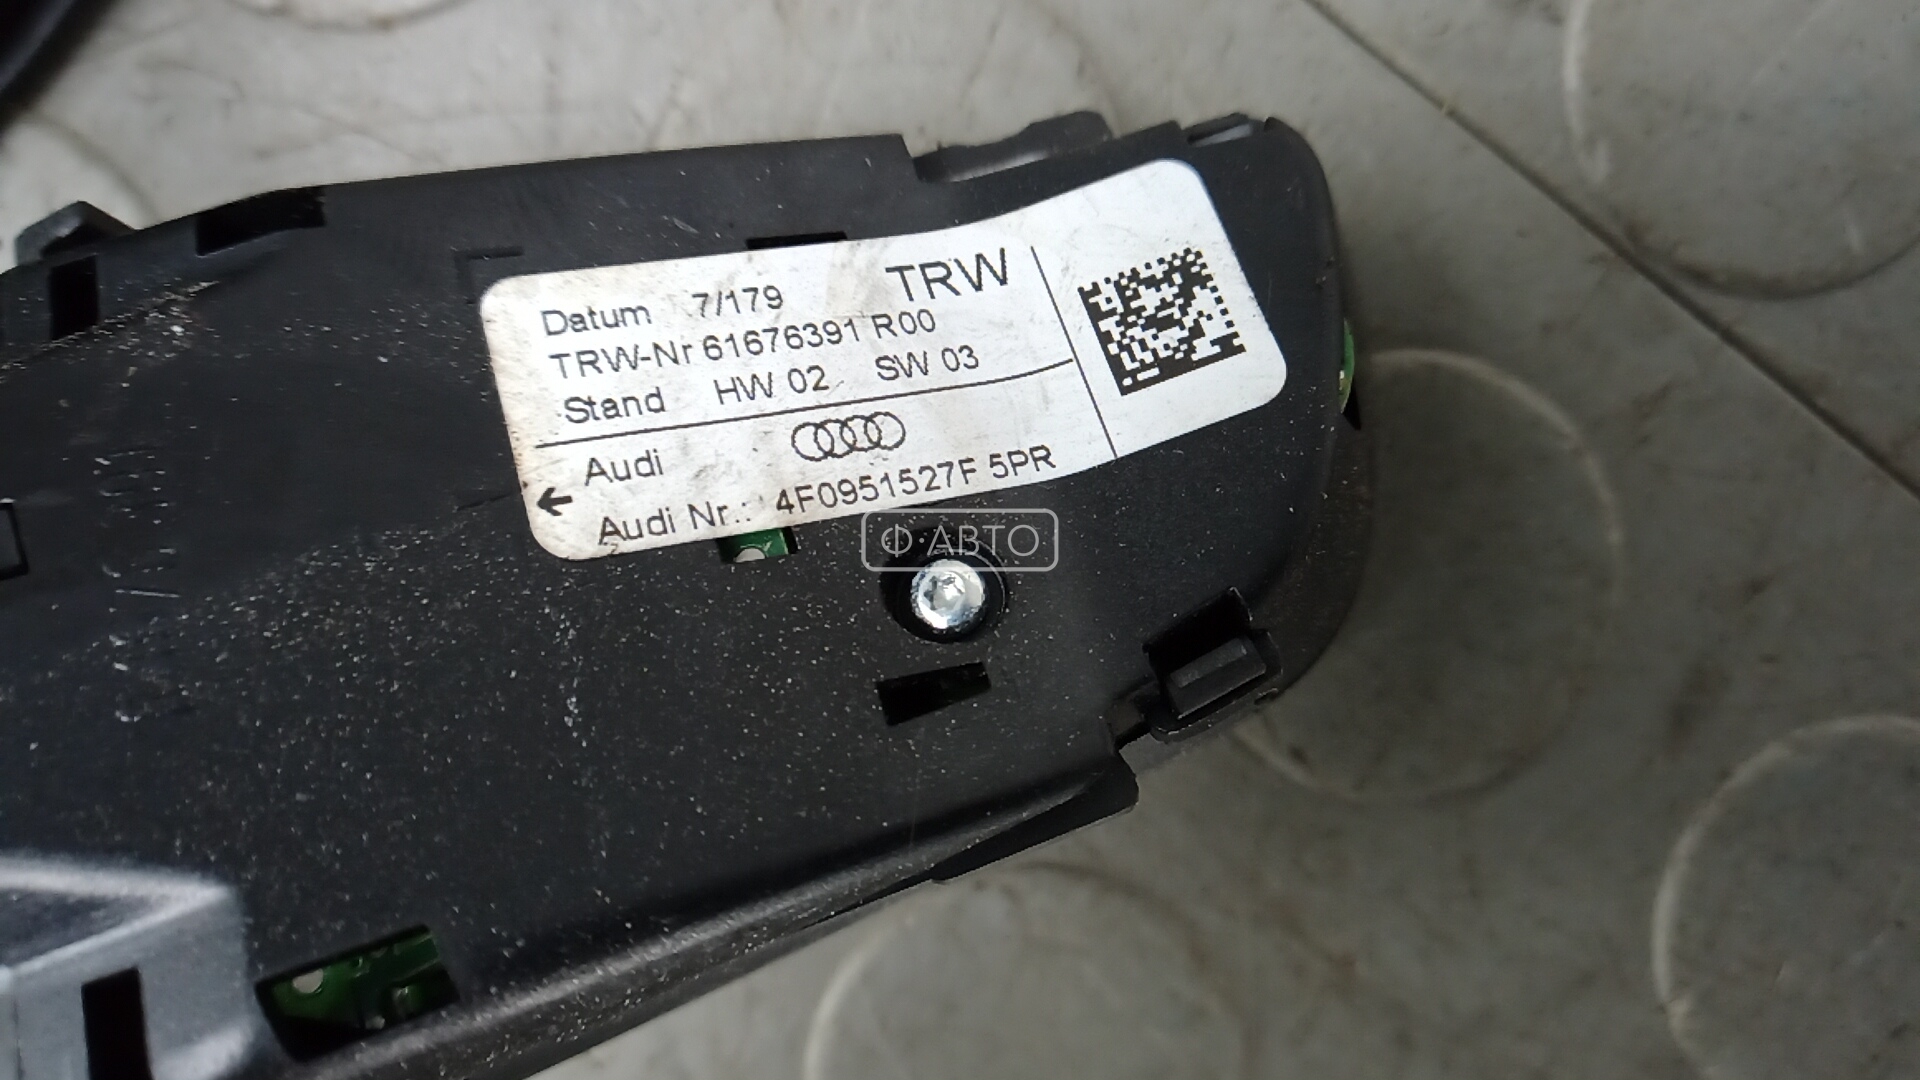 Datum 7/179 TRW
TRW-Nr 61676391 R00
Stand HW 02 SW 03
Audi
Audi Nr.: 4F0951527F 5PR
Ф·АВТО